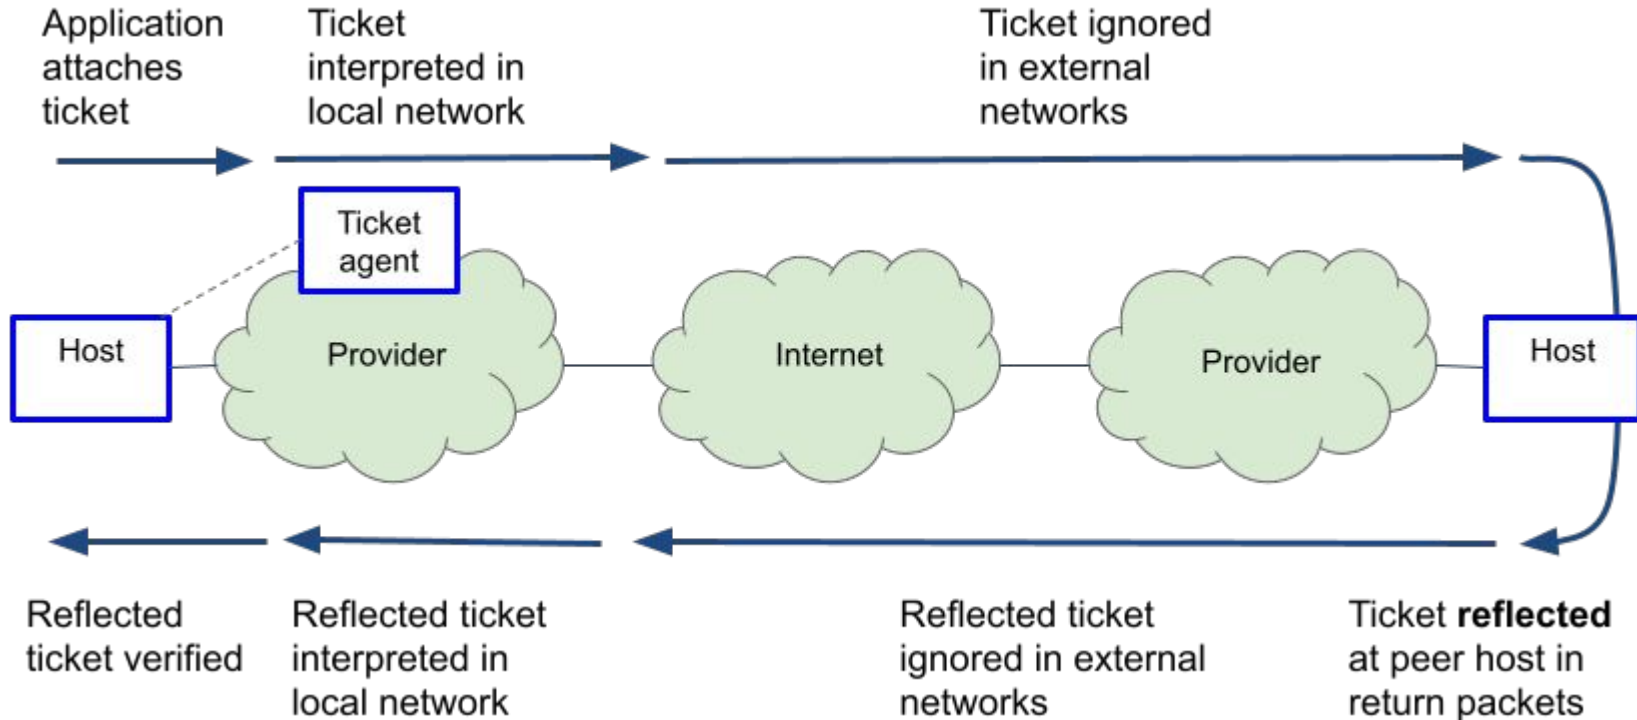 Application
attaches
ticket
Ticket
interpreted in
local network
Ticket ignored
in external
networks
Ticket
agent
Host
Provider
Internet
Provider
Host
Reflected
ticket verified
Reflected ticket
interpreted in
local network
Reflected ticket
ignored in external
networks
Ticket reflected
at peer host in
return packets